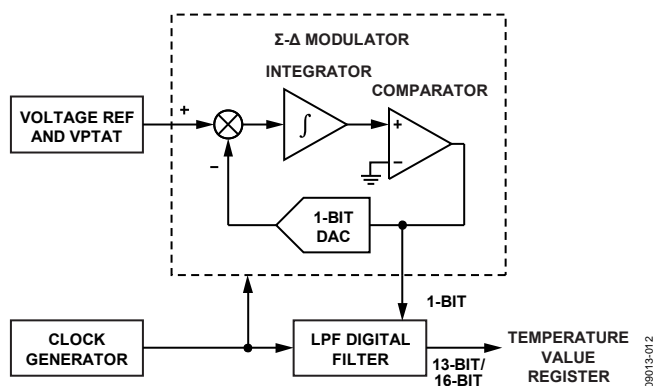 Σ-Δ MODULATOR
INTEGRATOR
COMPARATOR
VOLTAGE REF
AND VPTAT
+
−
∫
+
−
1-BIT
DAC
1-BIT
CLOCK
GENERATOR
LPF DIGITAL
FILTER
13-BIT/
16-BIT
TEMPERATURE
VALUE
REGISTER
09013-012